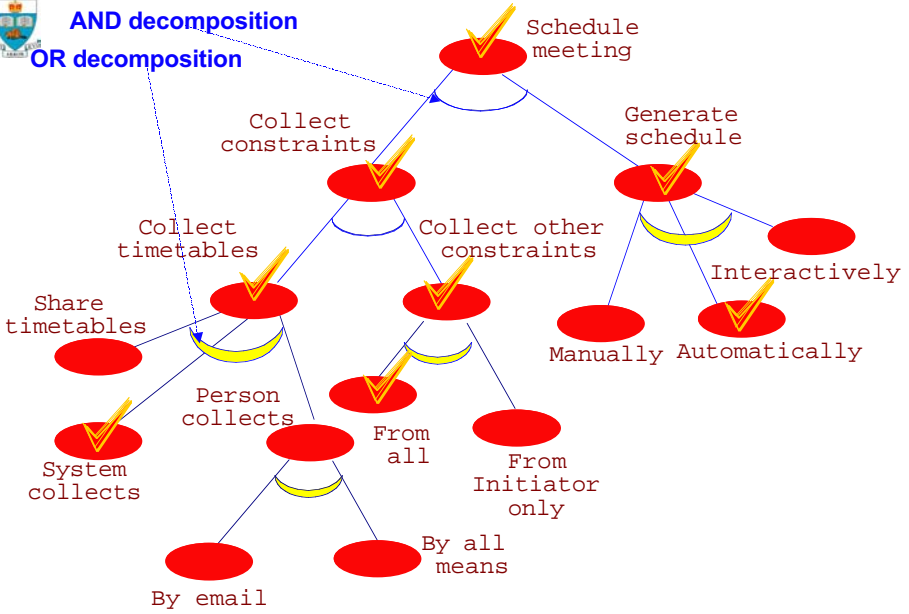 AND decomposition
OR decomposition
Schedule
meeting
Collect
constraints
Generate
schedule
Collect
timetables
Collect other
constraints
Interactively
Share
timetables
Manually
Automatically
Person
collects
From
all
System
collects
From
Initiator
only
By all
means
By email